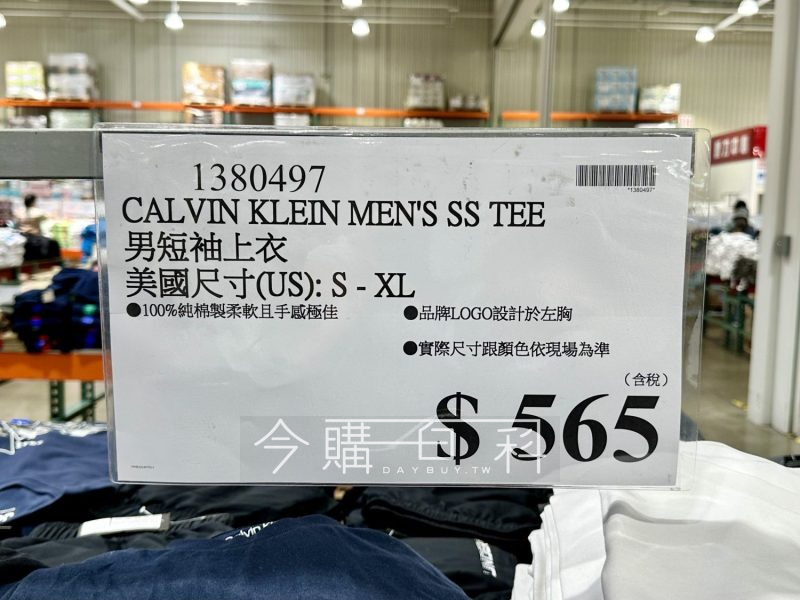 1380497
*1380497*
CALVIN KLEIN MEN'S SS TEE
男短袖上衣
美國尺寸(US): S - XL
●100%純棉製柔軟且手感極佳
●品牌LOGO設計於左胸
●實際尺寸跟顏色依現場為準
(含稅)
$ 565
今購百科
DAYBUY.TW
Calvin Klein